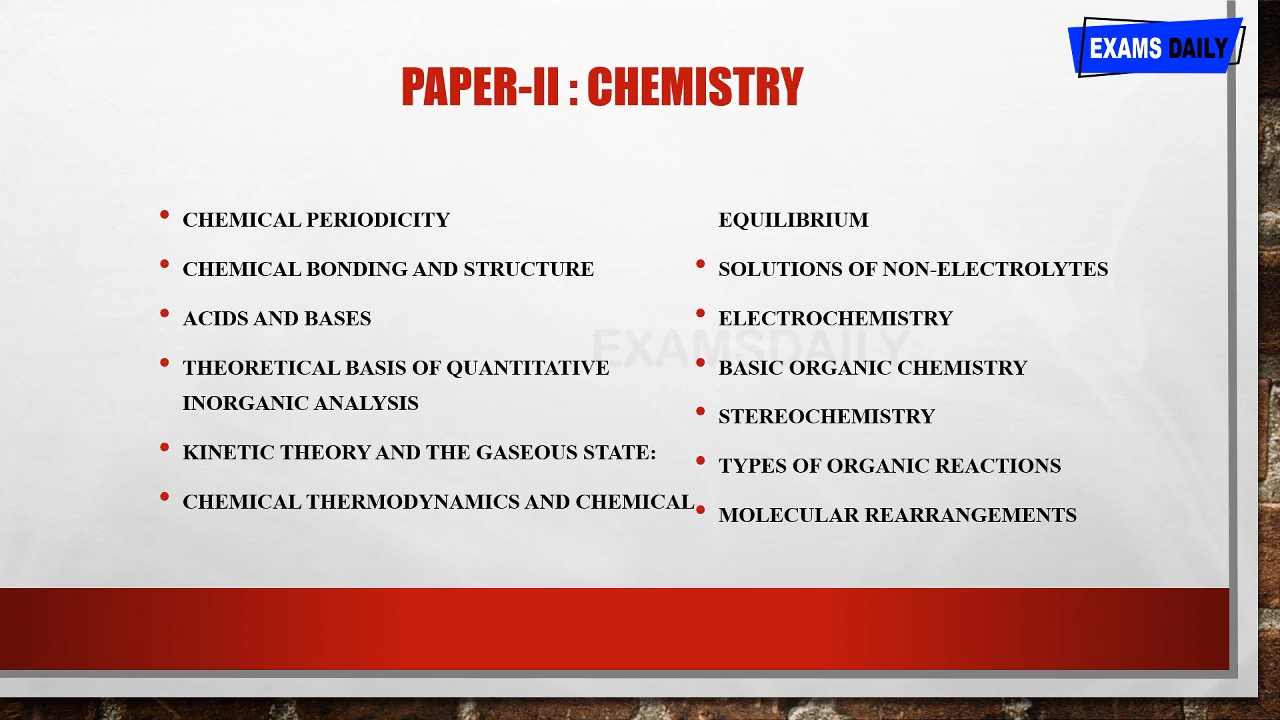 EXAMS DAILY
PAPER-II : CHEMISTRY
• CHEMICAL PERIODICITY
• CHEMICAL BONDING AND STRUCTURE
• ACIDS AND BASES
• THEORETICAL BASIS OF QUANTITATIVE
INORGANIC ANALYSIS
• KINETIC THEORY AND THE GASEOUS STATE:
• CHEMICAL THERMODYNAMICS AND CHEMICAL
EQUILIBRIUM
• SOLUTIONS OF NON-ELECTROLYTES
• ELECTROCHEMISTRY
• BASIC ORGANIC CHEMISTRY
• STEREOCHEMISTRY
• TYPES OF ORGANIC REACTIONS
• MOLECULAR REARRANGEMENTS
EXAMSDAILY